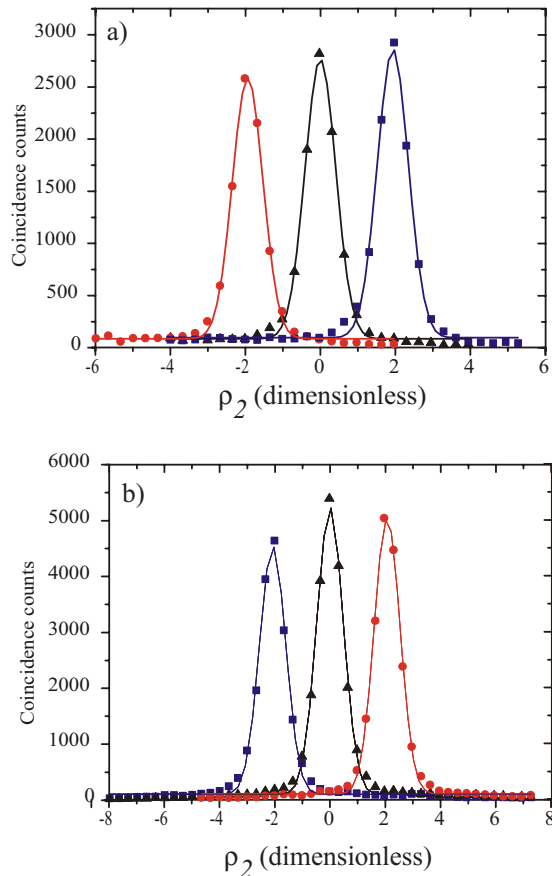 a)
3000
2500
2000
1500
1000
500
0
Coincidence counts
-6 -4 -2 0 2 4 6
ρ2 (dimensionless)
b)
6000
5000
4000
3000
2000
1000
0
Coincidence counts
-8 -6 -4 -2 0 2 4 6 8
ρ2 (dimensionless)